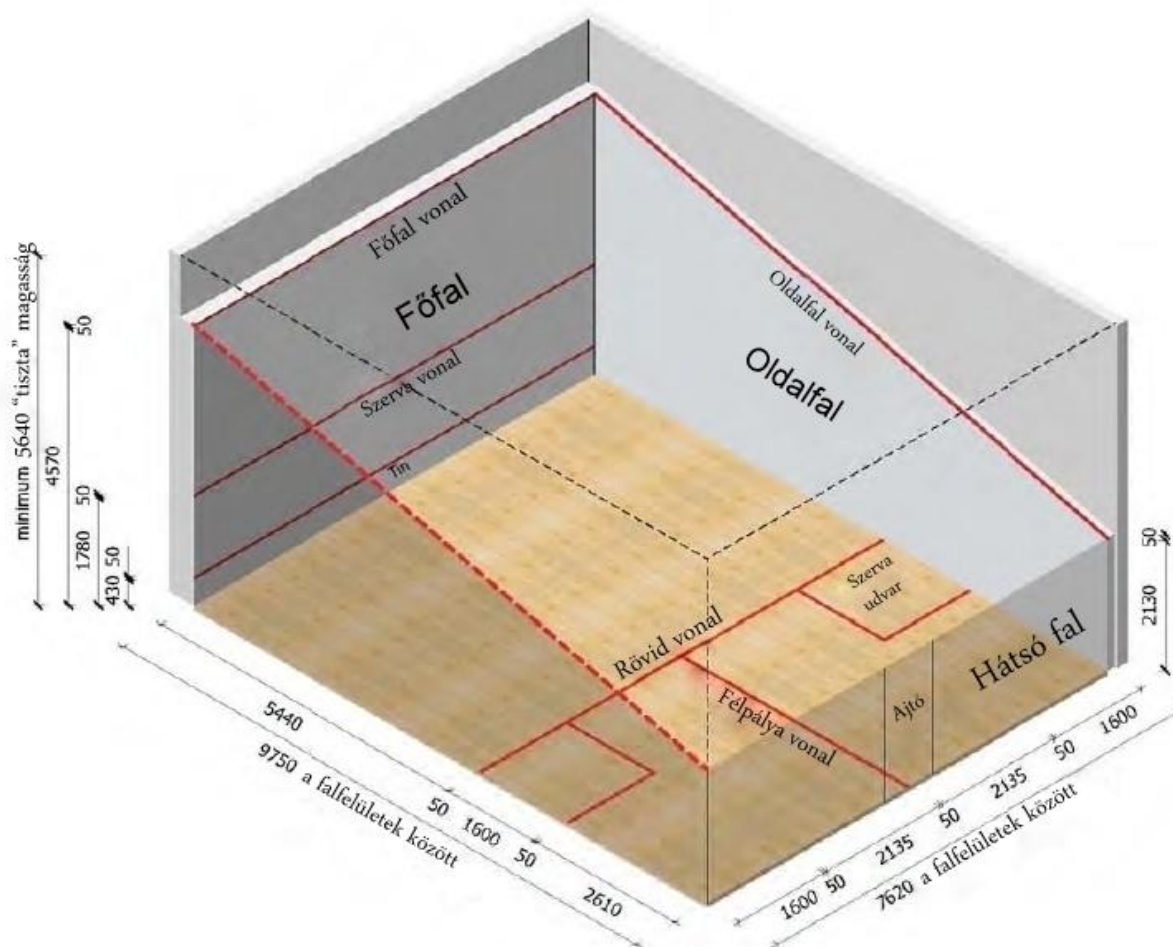 Főfal vonal
Főfal
Szerva vonal
Tin
Oldalfal vonal
Oldalfal
minimum 5640 “tiszta” magasság
50
4570
50
1780
50
430
Szerva
udvar
Rövid vonal
Félpálya vonal
Ajtó
Hátsó fal
50
2130
5440
50
1600
50
2610
9750 a falfelületek között
1600
50
2135
50
2135
50
1600
7620 a falfelületek között